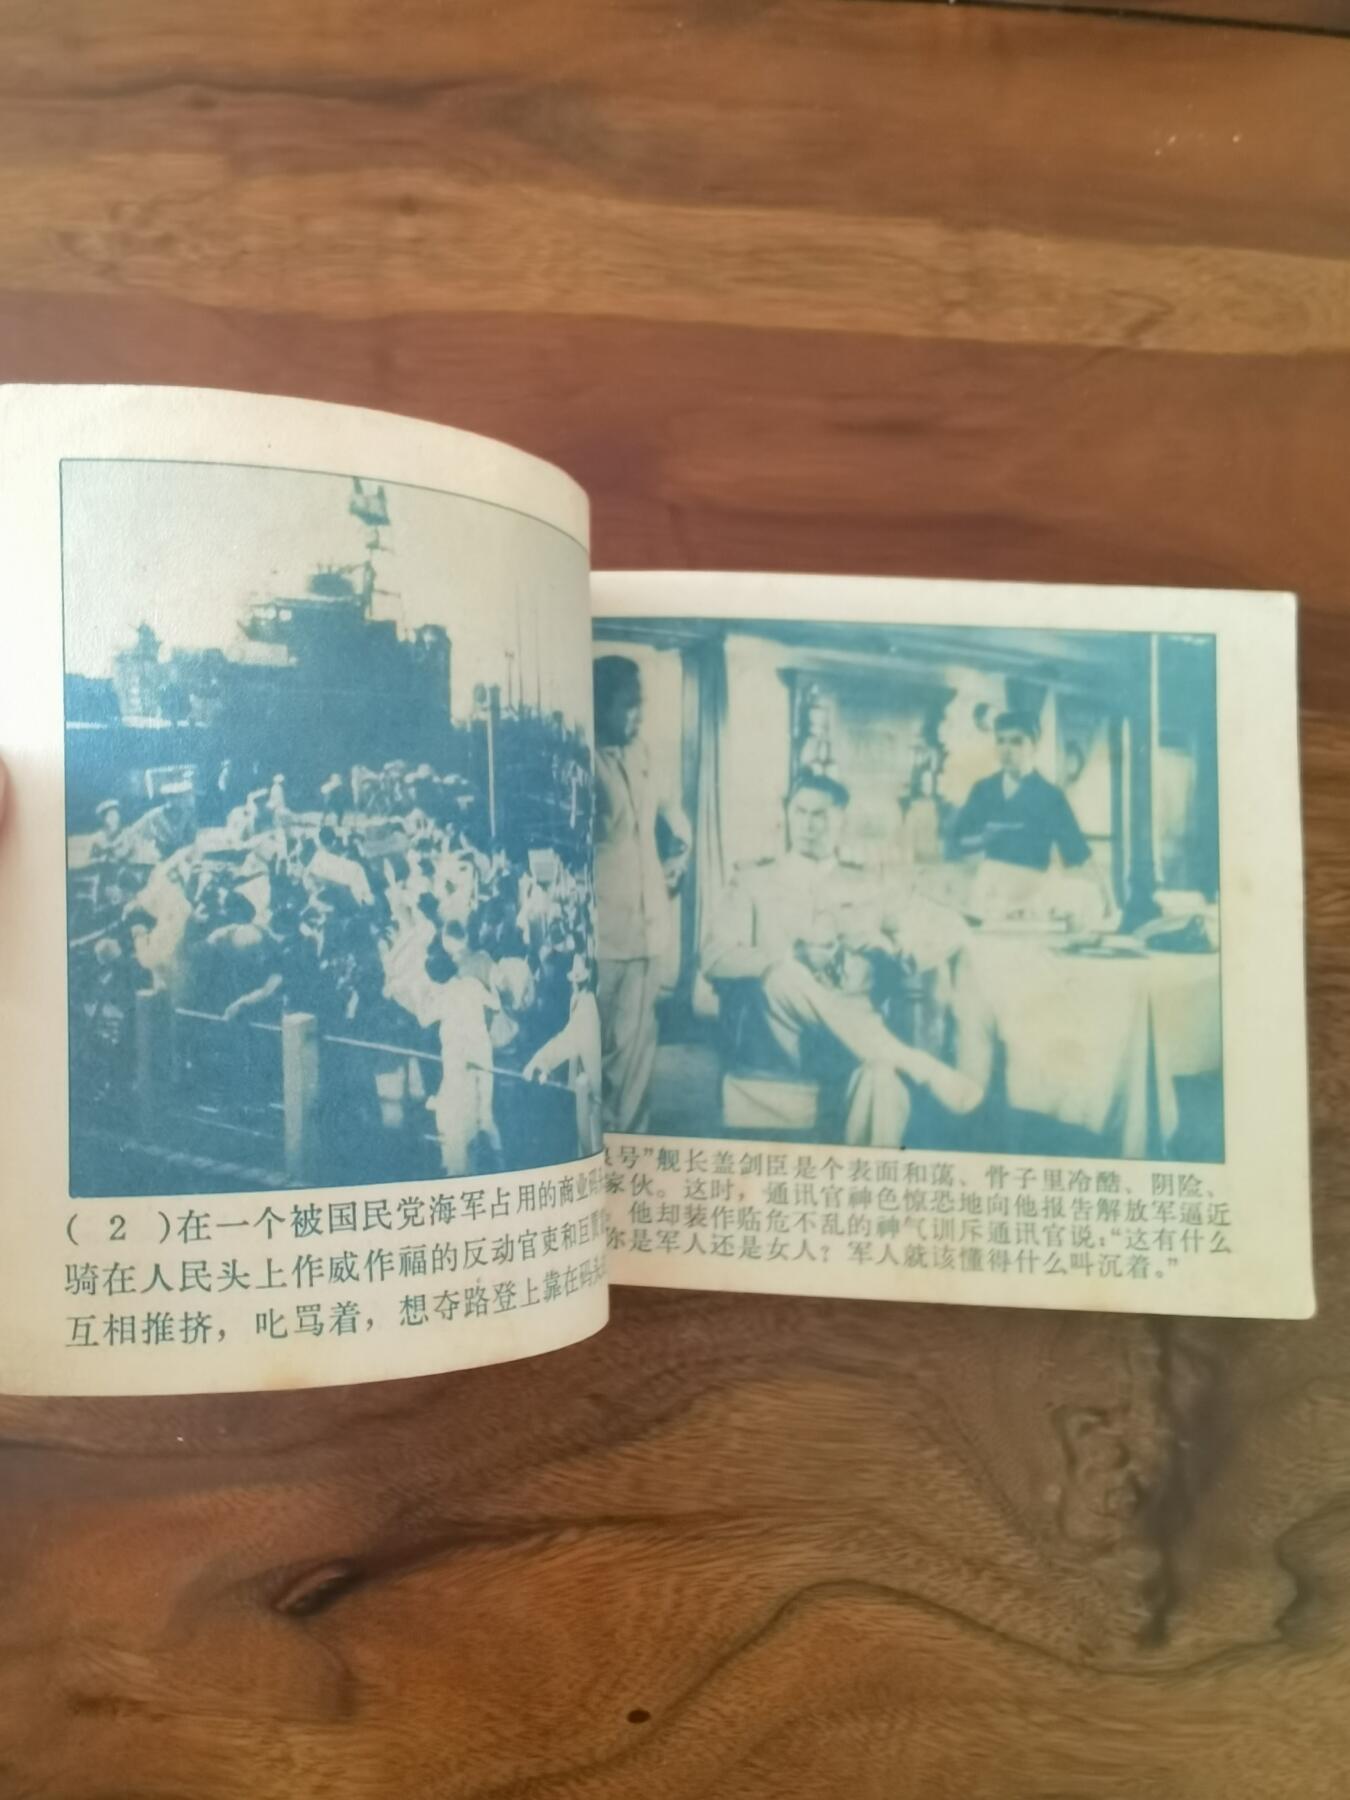 ( 2 )在一个被国民党海军占用的商业码
骑在人民头上作威作福的反动官吏和巨
互相推挤，叱骂着，想夺路登上靠在码头
号”舰长盖剑臣是个表面和蔼、骨子里冷酷、阴险、
家伙。这时，通讯官神色惊恐地向他报告解放军逼近
他却装作临危不乱的神气训斥通讯官说：“这有什么
你是军人还是女人？军人就该懂得什么叫沉着。”